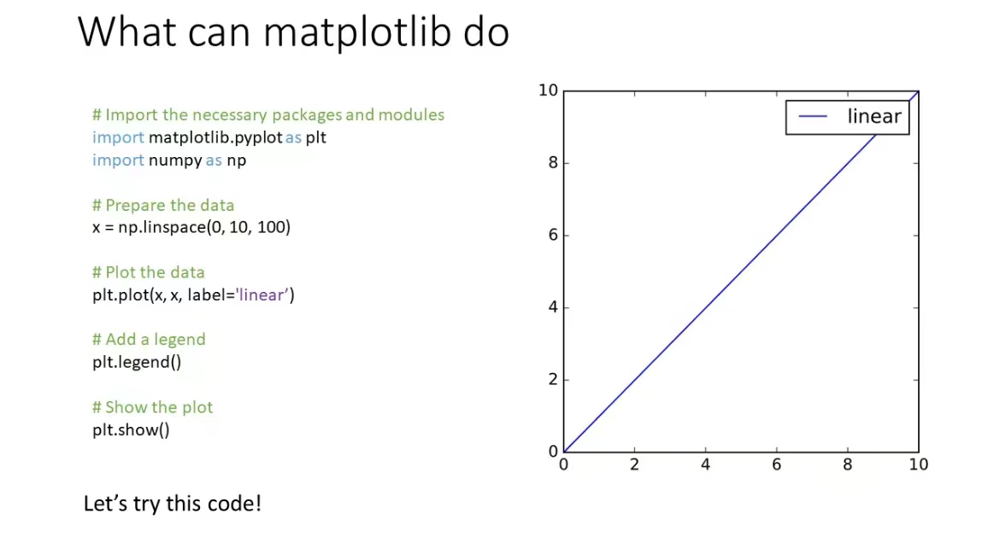 What can matplotlib do
# Import the necessary packages and modules
import matplotlib.pyplot as plt
import numpy as np
# Prepare the data
x = np.linspace(0, 10, 100)
# Plot the data
plt.plot(x, x, label='linear’)
# Add a legend
plt.legend()
# Show the plot
plt.show()
Let’s try this code!
10
8
6
4
2
0
linear
0 2 4 6 8 10